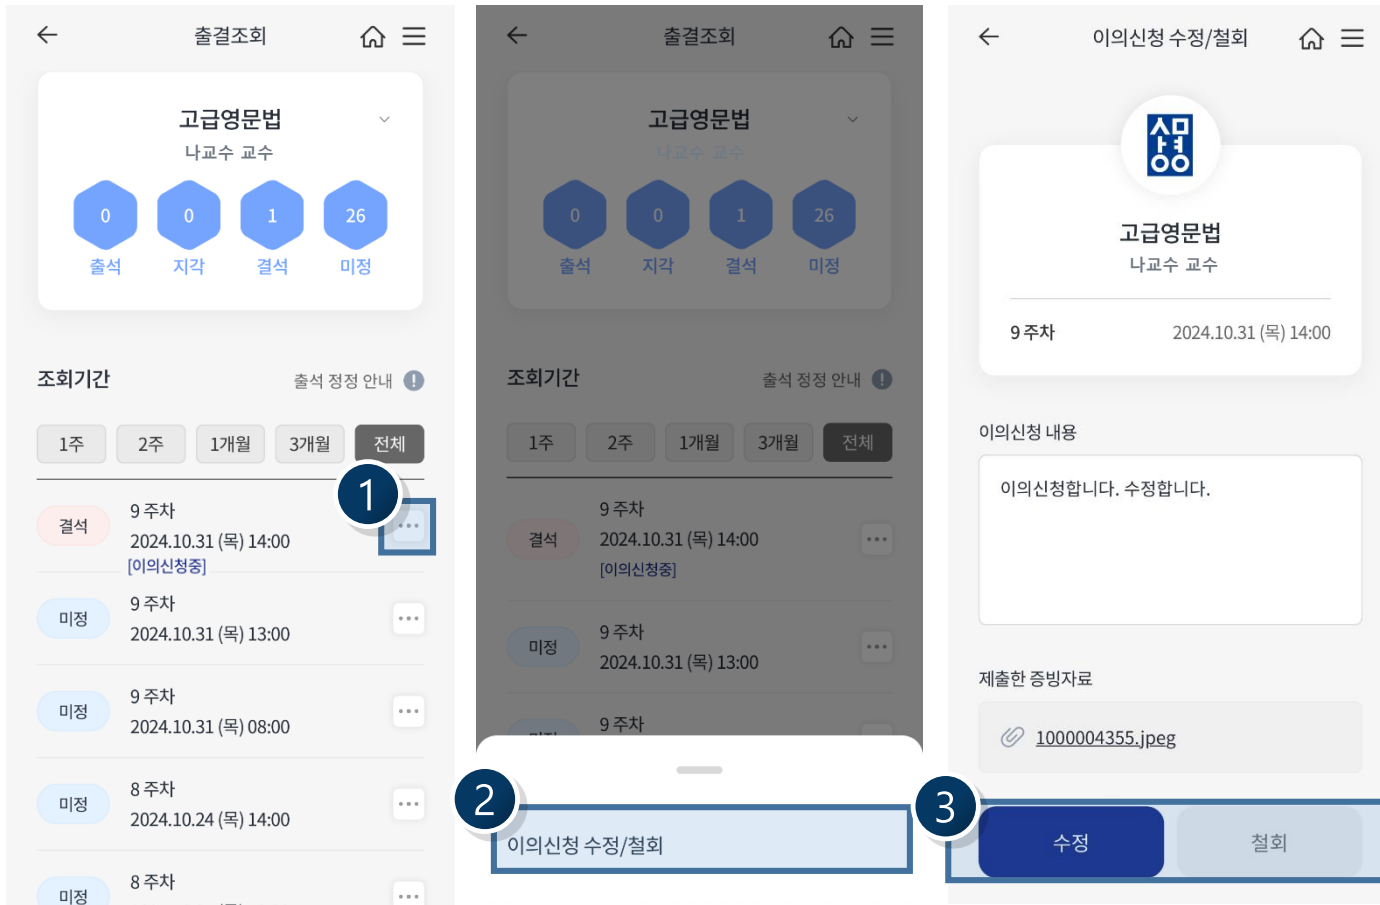 출결조회
고급영문법
나교수 교수
0
0
1
26
출석
지각
결석
미정
조회기간
출석 정정 안내
1주
2주
1개월
3개월
전체
1
결석
9 주차
2024.10.31 (목) 14:00
[이의신청중]
미정
9 주차
2024.10.31 (목) 13:00
미정
9 주차
2024.10.31 (목) 08:00
미정
8 주차
2024.10.24 (목) 14:00
미정
8 주차
출결조회
고급영문법
나교수 교수
0
0
1
26
출석
지각
결석
미정
조회기간
출석 정정 안내
1주
2주
1개월
3개월
전체
결석
9 주차
2024.10.31 (목) 14:00
[이의신청중]
미정
9 주차
2024.10.31 (목) 13:00
미정
9 주차
2
이의신청 수정/철회
이의신청 수정/철회
상명
고급영문법
나교수 교수
9 주차
2024.10.31 (목) 14:00
이의신청 내용
이의신청합니다. 수정합니다.
제출한 증빙자료
1000004355.jpeg
3
수정
철회